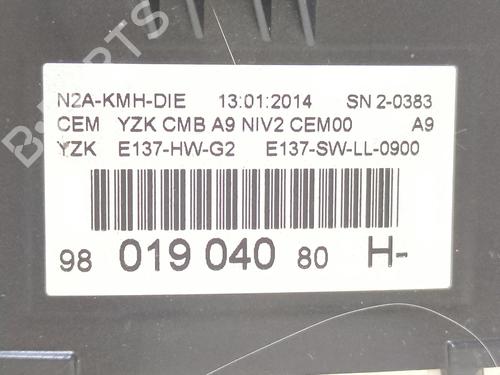 N2A-KMH-DIE 13:01:2014 SN 2-0383
CEM YZK CMB A9 NIV2 CEM00 A9
YZK E137-HW-G2 E137-SW-LL-0900
98 019 040 80 H-